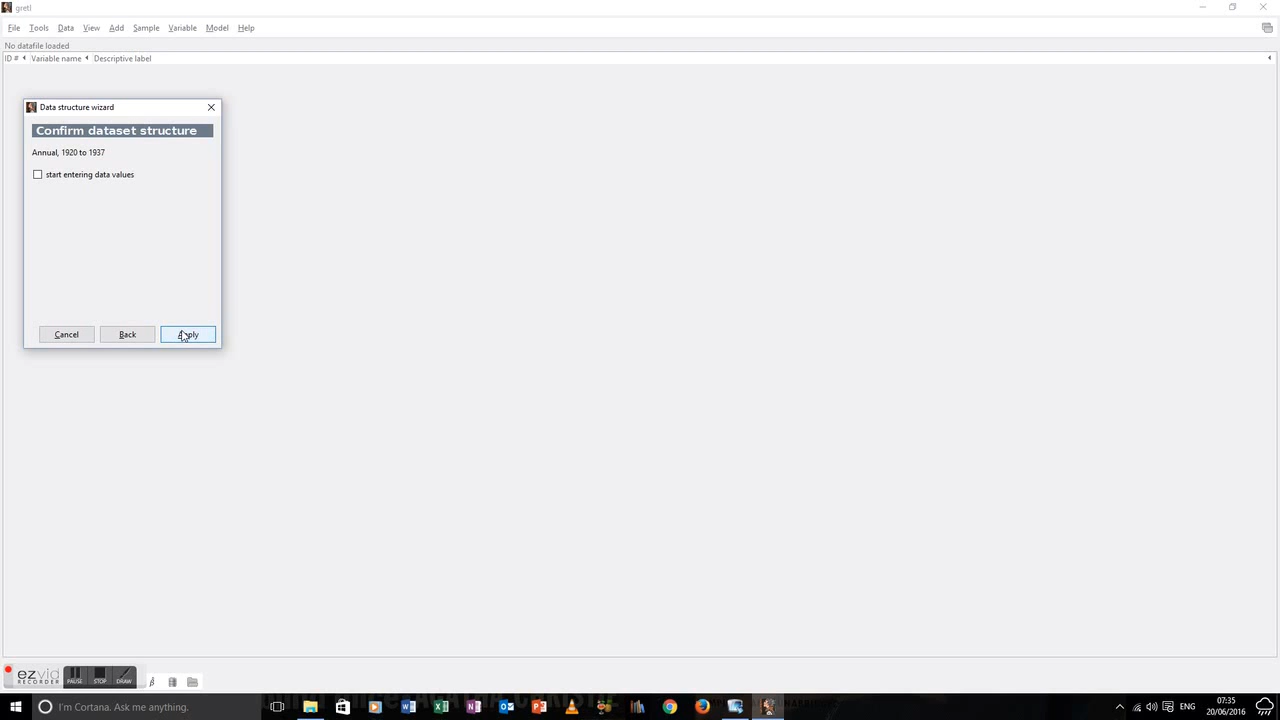 gretl
File Tools Data View Add Sample Variable Model Help
No datafile loaded
ID # Variable name Descriptive label
Data structure wizard
Confirm dataset structure
Annual, 1920 to 1937
start entering data values
Cancel Back Apply
ezvid
RECORDER
PAUSE STOP DRAW
I'm Cortana. Ask me anything.
ENG
07:35
20/06/2016